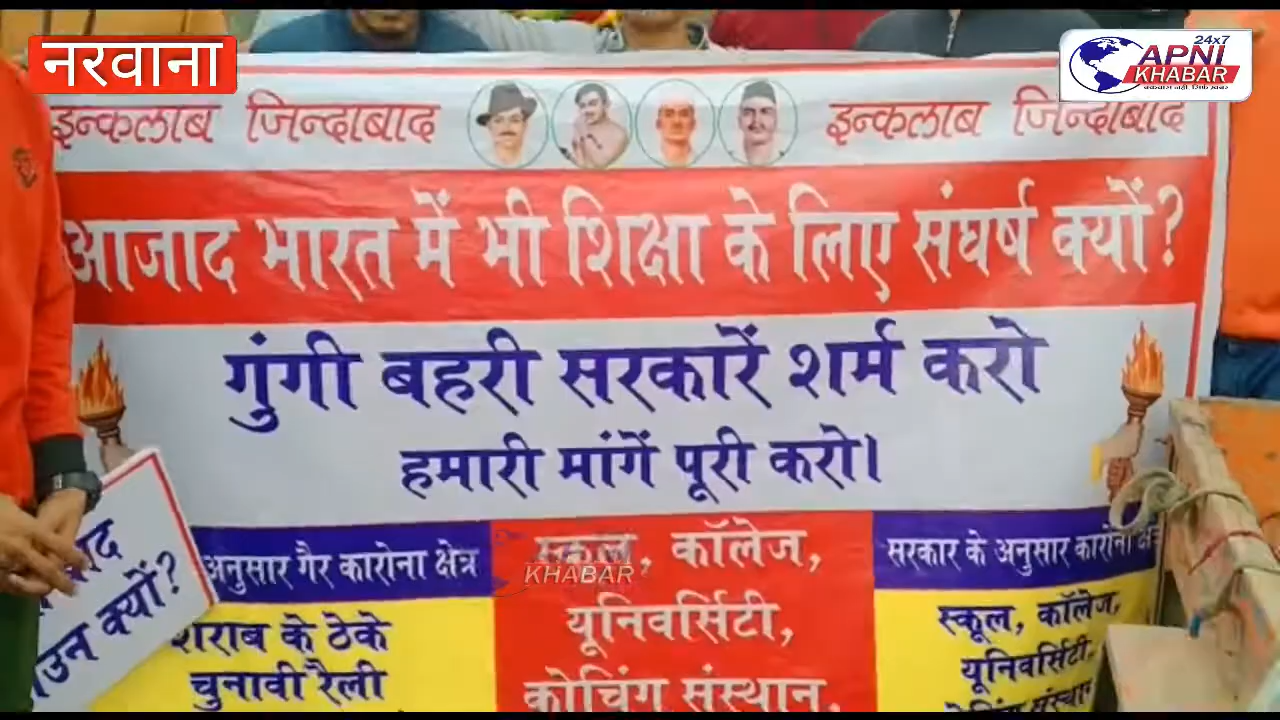 नरवाना
24x7
APNI
KHABAR
इन्कलाब जिन्दाबाद
इन्कलाब जिन्दाबाद
आजाद भारत में भी शिक्षा के लिए संघर्ष क्यों?
गुंगी बहरी सरकारें शर्म करो
हमारी मांगें पूरी करो।
अनुसार गैर कारोना क्षेत्र
शराब के ठेके
चुनावी रैली
स्कूल, कॉलेज,
यूनिवर्सिटी,
कोचिंग संस्थान,
KHABAR
सरकार के अनुसार कारोना क्षेत्र
स्कूल, कॉलेज,
यूनिवर्सिटी,
संस्थान
क्यों?